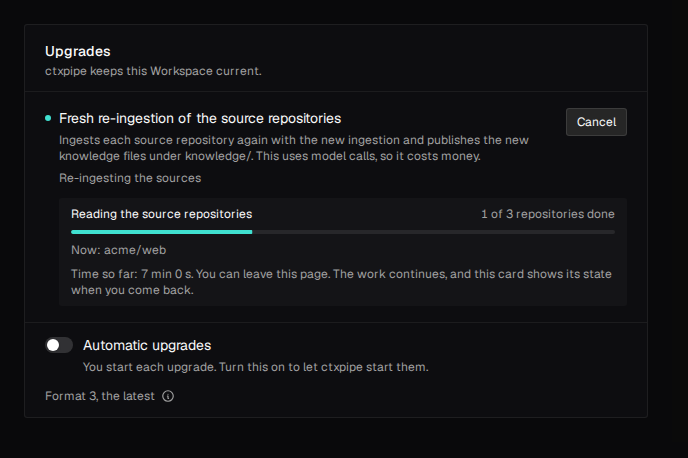 Upgrades
ctxpipe keeps this Workspace current.
Fresh re-ingestion of the source repositories
Cancel
Ingests each source repository again with the new ingestion and publishes the new
knowledge files under knowledge/. This uses model calls, so it costs money.
Re-ingesting the sources
Reading the source repositories
1 of 3 repositories done
Now: acme/web
Time so far: 7 min 0 s. You can leave this page. The work continues, and this card shows its state
when you come back.
Automatic upgrades
You start each upgrade. Turn this on to let ctxpipe start them.
Format 3, the latest